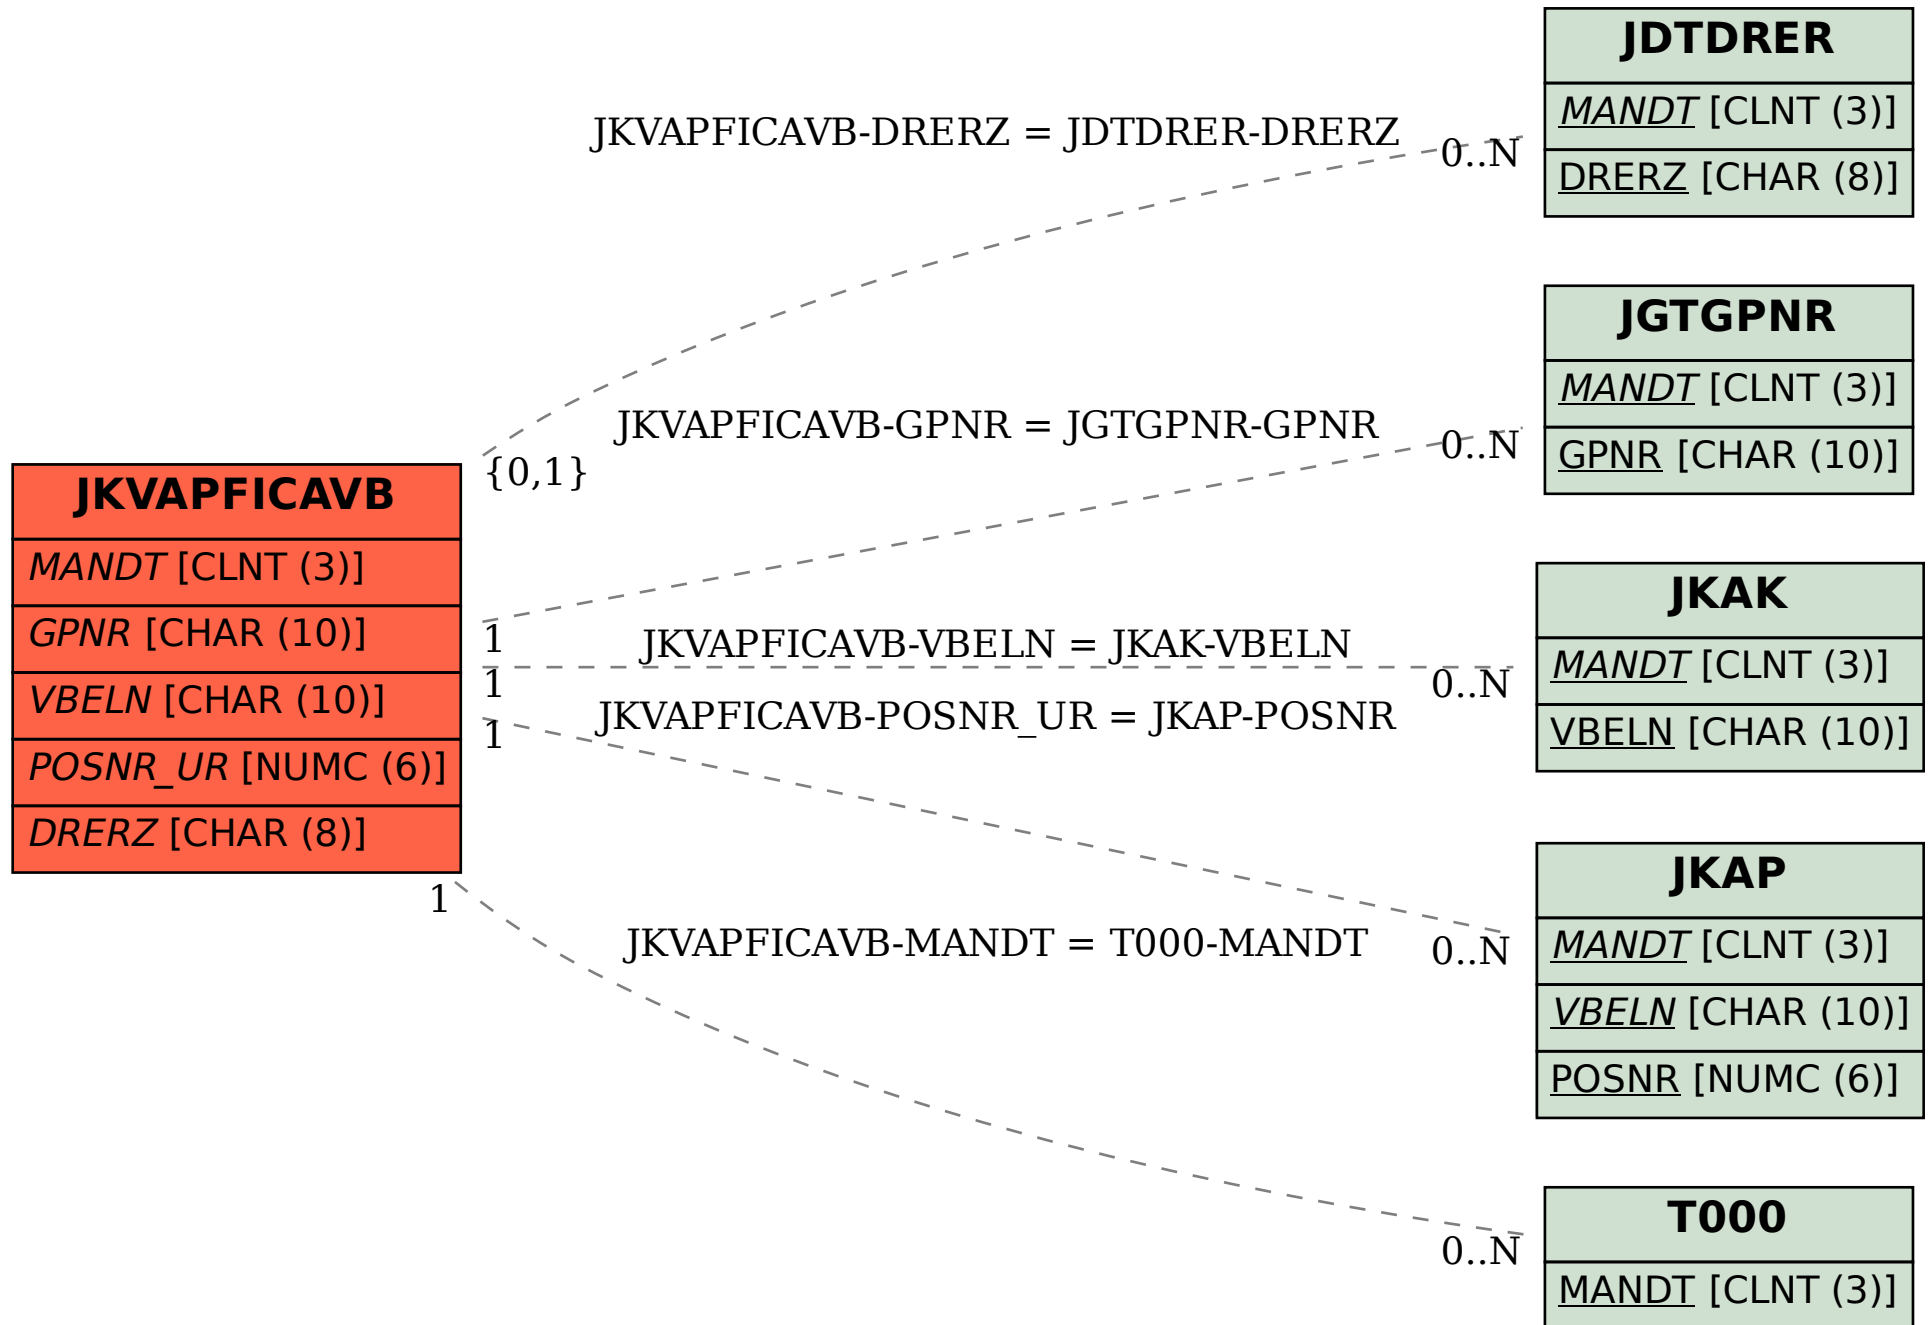 JDTDRER
MANDT [CLNT (3)]
DRERZ [CHAR (8)]
JKVAPFICAVB-DRERZ = JDTDRER-DRERZ
0..N
{0,1}
JGTGPNR
MANDT [CLNT (3)]
GPNR [CHAR (10)]
JKVAPFICAVB-GPNR = JGTGPNR-GPNR
0..N
1
JKVAPFICAVB
MANDT [CLNT (3)]
GPNR [CHAR (10)]
VBELN [CHAR (10)]
POSNR_UR [NUMC (6)]
DRERZ [CHAR (8)]
JKVAPFICAVB-VBELN = JKAK-VBELN
1
0..N
JKAK
MANDT [CLNT (3)]
VBELN [CHAR (10)]
JKVAPFICAVB-POSNR_UR = JKAP-POSNR
1
0..N
JKAP
MANDT [CLNT (3)]
VBELN [CHAR (10)]
POSNR [NUMC (6)]
1
JKVAPFICAVB-MANDT = T000-MANDT
0..N
T000
MANDT [CLNT (3)]